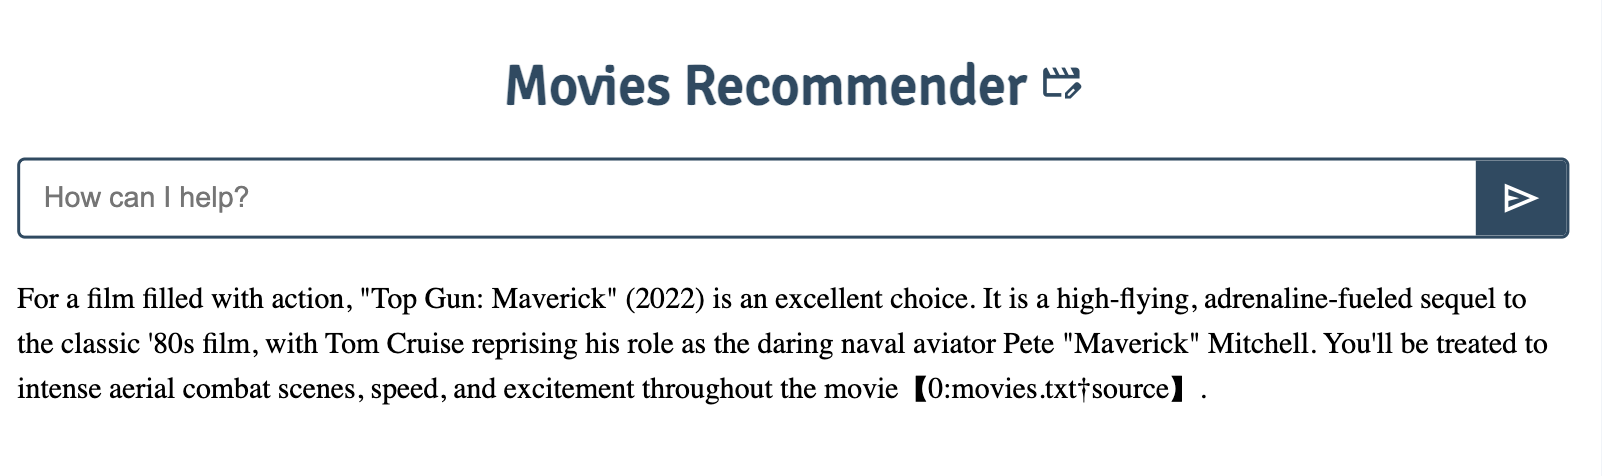 Movies Recommender
How can I help?
For a film filled with action, "Top Gun: Maverick" (2022) is an excellent choice. It is a high-flying, adrenaline-fueled sequel to
the classic '80s film, with Tom Cruise reprising his role as the daring naval aviator Pete "Maverick" Mitchell. You'll be treated to
intense aerial combat scenes, speed, and excitement throughout the movie【0:movies.txt†source】.